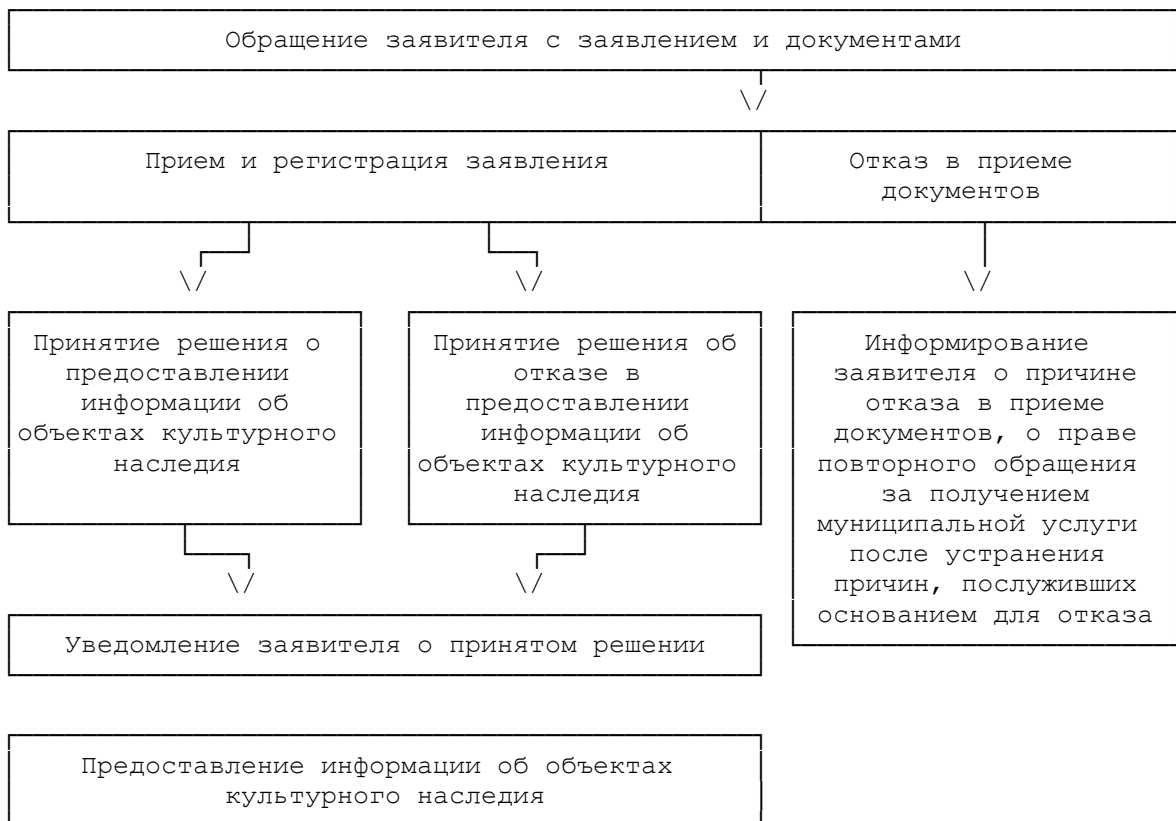 Обращение заявителя с заявлением и документами
Прием и регистрация заявления
Отказ в приеме
документов
Принятие решения о
предоставлении
информации об
объектах культурного
наследия
Принятие решения об
отказе в
предоставлении
информации об
объектах культурного
наследия
Информирование
заявителя о причине
отказа в приеме
документов, о праве
повторного обращения
за получением
муниципальной услуги
после устранения
причин, послуживших
основанием для отказа
Уведомление заявителя о принятом решении
Предоставление информации об объектах
культурного наследия